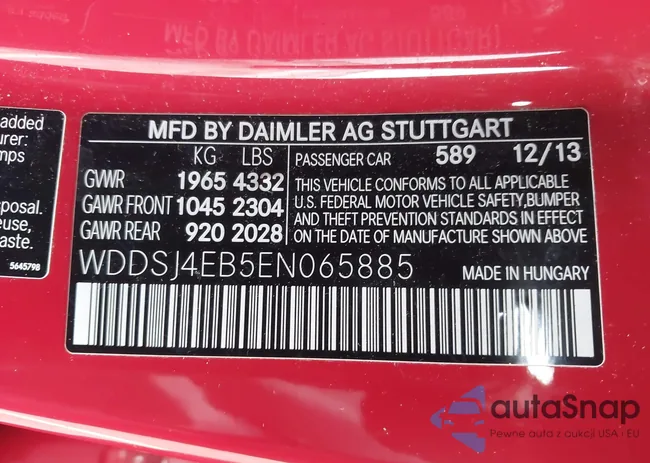 added
urer:
mps
posal.
euse,
aste.
5645798
MFD BY DAIMLER AG STUTTGART
KG LBS
GWWR 1965 4332
GAWR FRONT 1045 2304
GAWR REAR 920 2028
PASSENGER CAR 589 12/13
THIS VEHICLE CONFORMS TO ALL APPLICABLE
U.S. FEDERAL MOTOR VEHICLE SAFETY,BUMPER
AND THEFT PREVENTION STANDARDS IN EFFECT
ON THE DATE OF MANUFACTURE SHOWN ABOVE
WDDSJ4EB5EN065885
MADE IN HUNGARY
autaSnap
Pewne auta z aukcji USA i EU